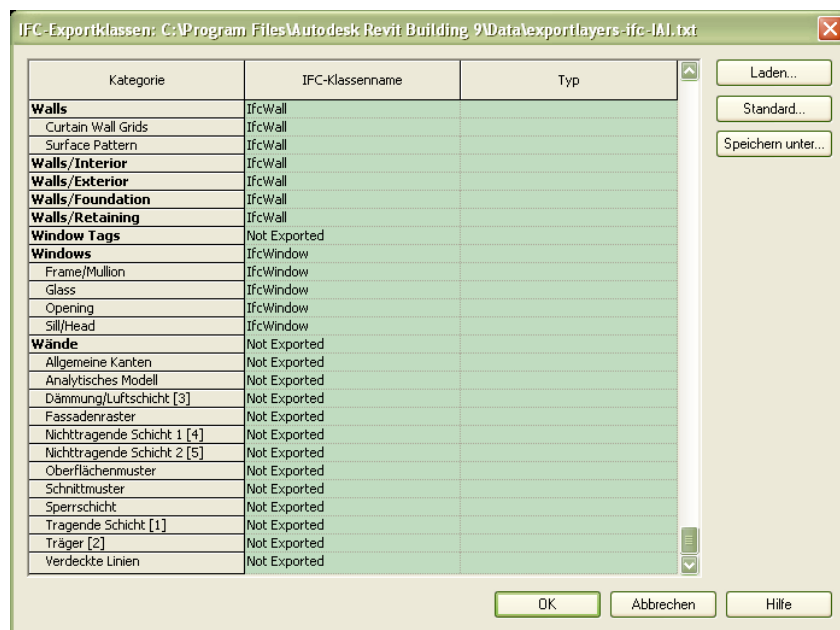 IFC-Exportklassen: C:\Program Files\Autodesk Revit Building 9\Data\exportlayers-ifc-IAI.txt
Kategorie IFC-Klassenname Typ
Laden...
Standard...
Speichern unter...
Walls IfcWall
Curtain Wall Grids IfcWall
Surface Pattern IfcWall
Walls/Interior IfcWall
Walls/Exterior IfcWall
Walls/Foundation IfcWall
Walls/Retaining IfcWall
Window Tags Not Exported
Windows IfcWindow
Frame/Mullion IfcWindow
Glass IfcWindow
Opening IfcWindow
Sill/Head IfcWindow
Wände Not Exported
Allgemeine Kanten Not Exported
Analytisches Modell Not Exported
Dämmung/Luftschicht [3] Not Exported
Fassadenraster Not Exported
Nichttragende Schicht 1 [4] Not Exported
Nichttragende Schicht 2 [5] Not Exported
Oberflächenmuster Not Exported
Schnittmuster Not Exported
Sperrschicht Not Exported
Tragende Schicht [1] Not Exported
Träger [2] Not Exported
Verdeckte Linien Not Exported
OK Abbrechen Hilfe